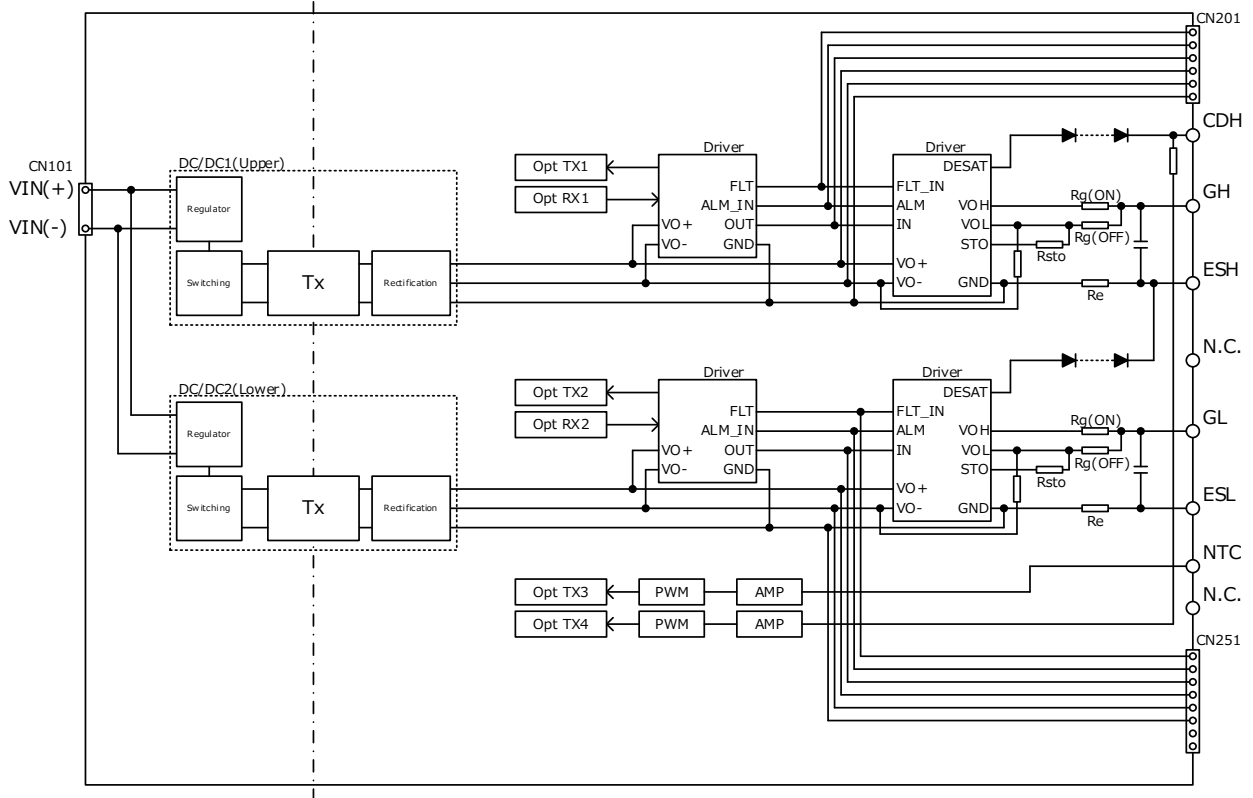 CN201
CDH
GH
ESH
N.C.
GL
ESL
NTC
N.C.
CN251
CN101
VIN(+)
VIN(-)
DC/DC1(Upper)
Regulator
Switching
Tx
Rectification
Opt TX1
Opt RX1
Driver
FLT
ALM_IN
OUT
GND
VO+
VO-
Driver
DESAT
FLT_IN
ALM
IN
VO+
VO-
VOH
VOL
STO
GND
Rg(ON)
Rg(OFF)
Rsto
Re
DC/DC2(Lower)
Regulator
Switching
Tx
Rectification
Opt TX2
Opt RX2
Driver
FLT
ALM_IN
OUT
GND
VO+
VO-
Driver
DESAT
FLT_IN
ALM
IN
VO+
VO-
VOH
VOL
STO
GND
Rg(ON)
Rg(OFF)
Rsto
Re
Opt TX3
PWM
AMP
Opt TX4
PWM
AMP